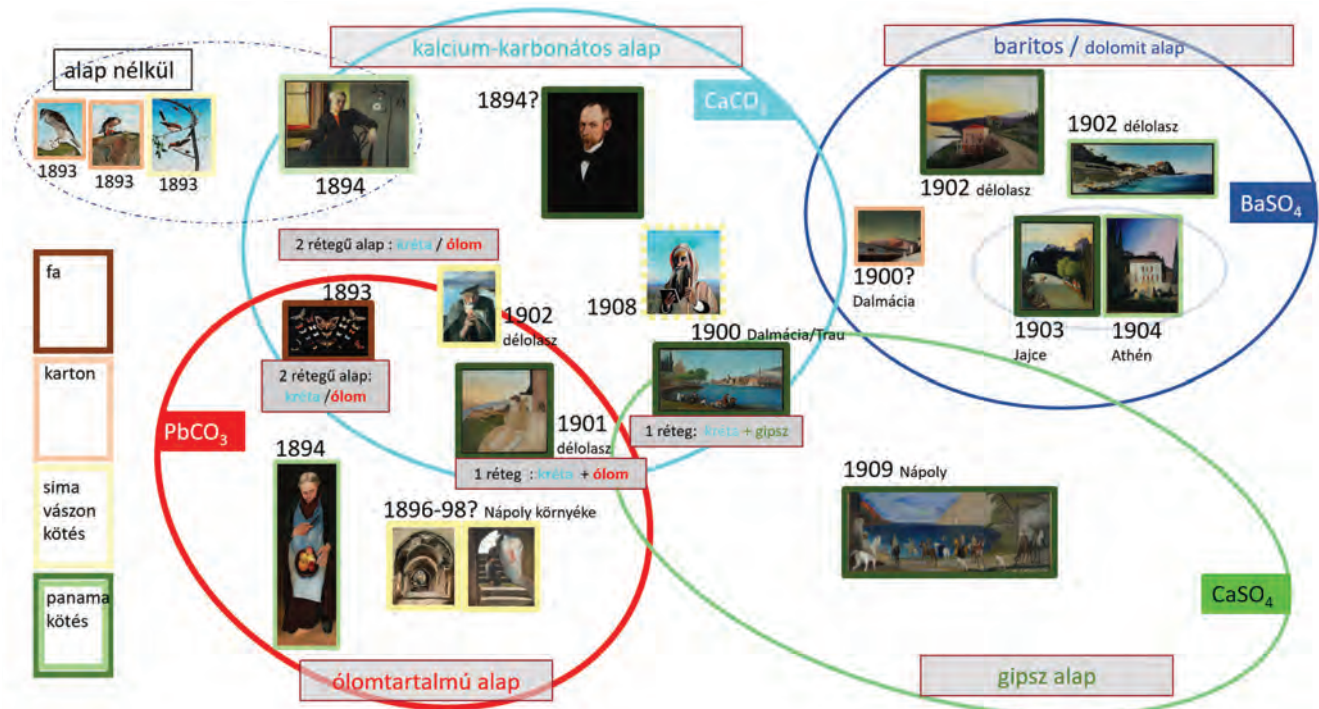 alap nélkül
1893
1893
1893
kalcium-karbonátos alap
CaCO3
1894
1894?
baritos / dolomit alap
1902 délolasz
1902 délolasz
BaSO4
1900?
Dalmácia
1903
Jajce
1904
Athén
fa
karton
sima
vászon
kötés
panama
kötés
2 rétegű alap : kréta / ólom
1893
2 rétegű alap:
kréta /ólom
1902
délolasz
1908
1900 Dalmácia/Trau
1 réteg: kréta + gipsz
PbCO3
1901
délolasz
1 réteg : kréta + ólom
1894
1896-98? Nápoly környéke
ólomtartalmú alap
1909 Nápoly
CaSO4
gipsz alap